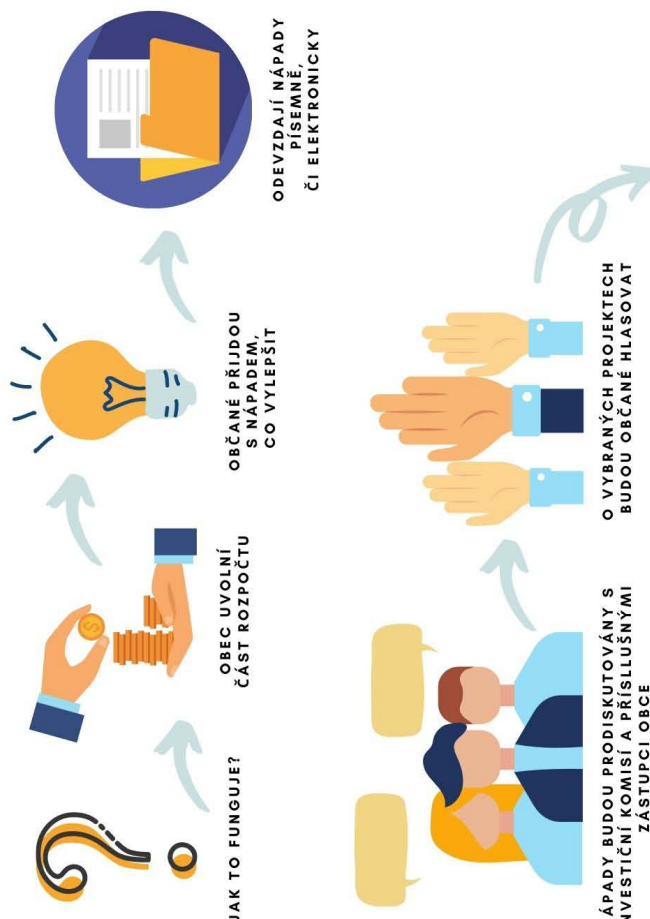 JAK TO FUNGUJE?
OBEC UVOLNÍ
ČÁST ROZPOČTU
OBČANÉ PŘIJDOU
S NÁPADEM,
CO VYLEPŠIT
ODEVZDAJÍ NÁPADY
PÍSEMNĚ,
ČI ELEKTRONICKY
ÁPADY BUDOU PRODISKUTOVÁNY S
NVESTIČNÍ KOMISÍ A PŘÍSLLUŠNÝMI
ZÁSTUPCI OBCE
O VYBRANÝCH PROJEKTECH
BUDOU OBČANÉ HLASOVAT